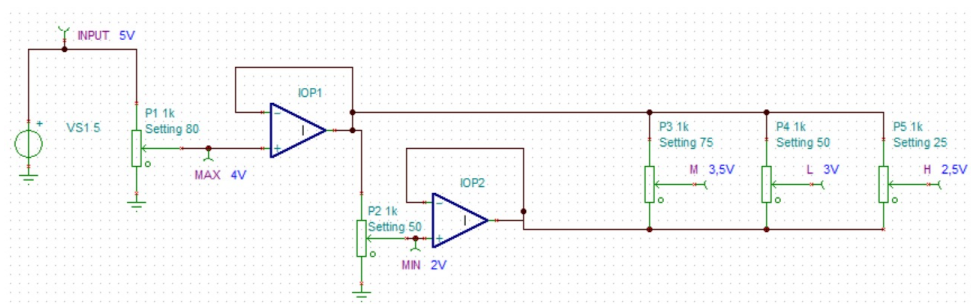 INPUT 5V
VS1 5
P1 1k
Setting 80
MAX 4V
IOP1
P2 1k
Setting 50
MIN 2V
IOP2
P3 1k
Setting 75
M 3,5V
P4 1k
Setting 50
L 3V
P5 1k
Setting 25
H 2,5V